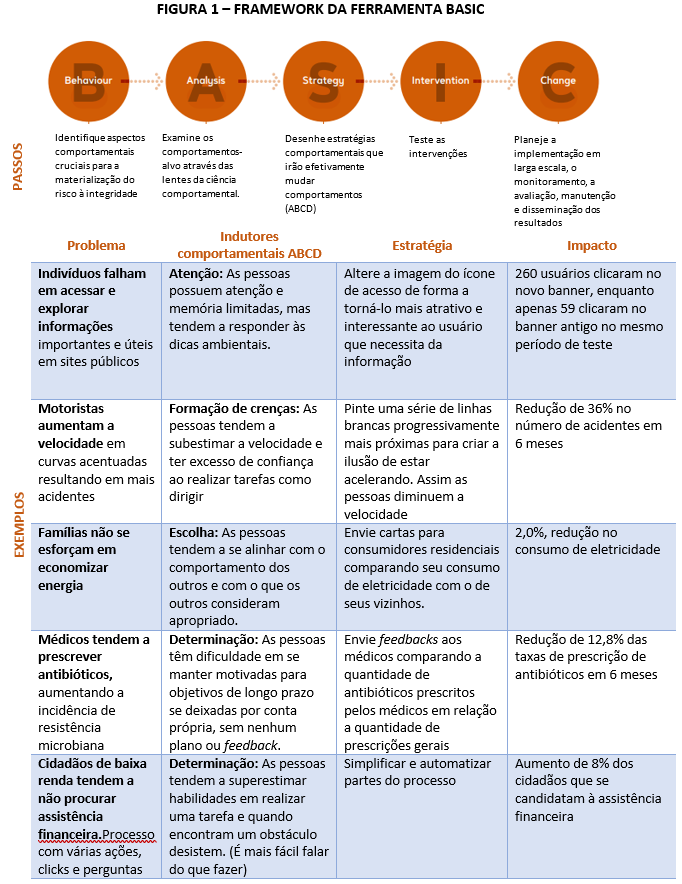 FIGURA 1 – FRAMEWORK DA FERRAMENTA BASIC
Behaviour
Analysis
Strategy
Intervention
Change
B
A
S
I
C
PASSOS
Identifique aspectos
comportamentais
cruciais para a
materialização do
risco à integridade
Examine os
comportamentos-
alvo através das
lentes da ciência
comportamental.
Desenhe estratégias
comportamentais que
irão efetivamente
mudar
comportamentos
(ABCD)
Teste as
intervenções
Planeje a
implementação em
larga escala, o
monitoramento, a
avaliação, manutenção
e disseminação dos
resultados
Problema
Indutores
comportamentais ABCD
Estratégia
Impacto
EXEMPLOS
Indivíduos falham
em acessar e
explorar
informações
importantes e úteis
em sites públicos
Atenção: As pessoas
possuem atenção e
memória limitadas, mas
tendem a responder às
dicas ambientais.
Altere a imagem do ícone
de acesso de forma a
torná-lo mais atrativo e
interessante ao usuário
que necessita da
informação
260 usuários clicaram no
novo banner, enquanto
apenas 59 clicaram no
banner antigo no mesmo
período de teste
Motoristas
aumentam a
velocidade em
curvas acentuadas
resultando em mais
acidentes
Formação de crenças: As
pessoas tendem a
subestimar a velocidade e
ter excesso de confiança
ao realizar tarefas como
dirigir
Pinte uma série de linhas
brancas progressivamente
mais próximas para criar a
ilusão de estar
acelerando. Assim as
pessoas diminuem a
velocidade
Redução de 36% no
número de acidentes em
6 meses
Famílias não se
esforçam em
economizar
energia
Escolha: As pessoas
tendem a se alinhar com o
comportamento dos
outros e com o que os
outros consideram
apropriado.
Envie cartas para
consumidores residenciais
comparando seu consumo
de eletricidade com o de
seus vizinhos.
2,0%, redução no
consumo de eletricidade
Médicos tendem a
prescrever
antibióticos,
aumentando a
incidência de
resistência
microbiana
Determinação: As pessoas
têm dificuldade em se
manter motivadas para
objetivos de longo prazo
se deixadas por conta
própria, sem nenhum
plano ou feedback.
Envie feedbacks aos
médicos comparando a
quantidade de
antibióticos prescritos
pelos médicos em relação
a quantidade de
prescrições gerais
Redução de 12,8% das
taxas de prescrição de
antibióticos em 6 meses
Cidadãos de baixa
renda tendem a
não procurar
assistência
financeira.Processo
com várias ações,
clicks e perguntas
Determinação: As pessoas
tendem a superestimar
habilidades em realizar
uma tarefa e quando
encontram um obstáculo
desistem. (É mais fácil falar
do que fazer)
Simplificar e automatizar
partes do processo
Aumento de 8% dos
cidadãos que se
candidatam à assistência
financeira